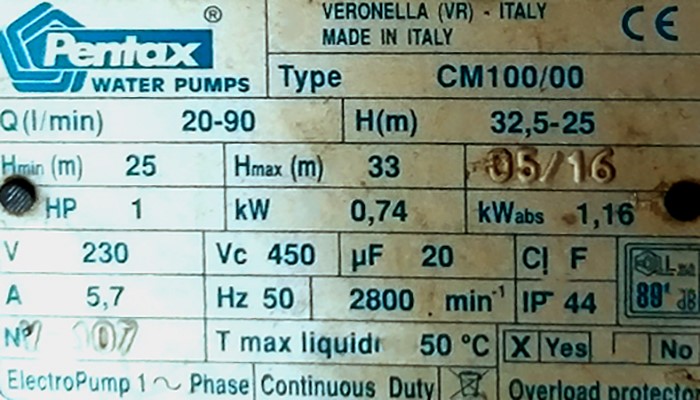 Pentax ®
WATER PUMPS
VERONELLA (VR) - ITALY
MADE IN ITALY
CE
Type CM100/00
Q (l/min) 20-90 H(m) 32,5-25
Hmin (m) 25 Hmax (m) 33 05/16
HP 1 kW 0,74 kWabs 1,16
V 230 Vc 450 µF 20 Cl F
A 5,7 Hz 50 2800 min-1 IP 44
89
N° 107 T max liquid 50 °C X Yes No
ElectroPump 1 ~ Phase Continuous Duty Overload protector